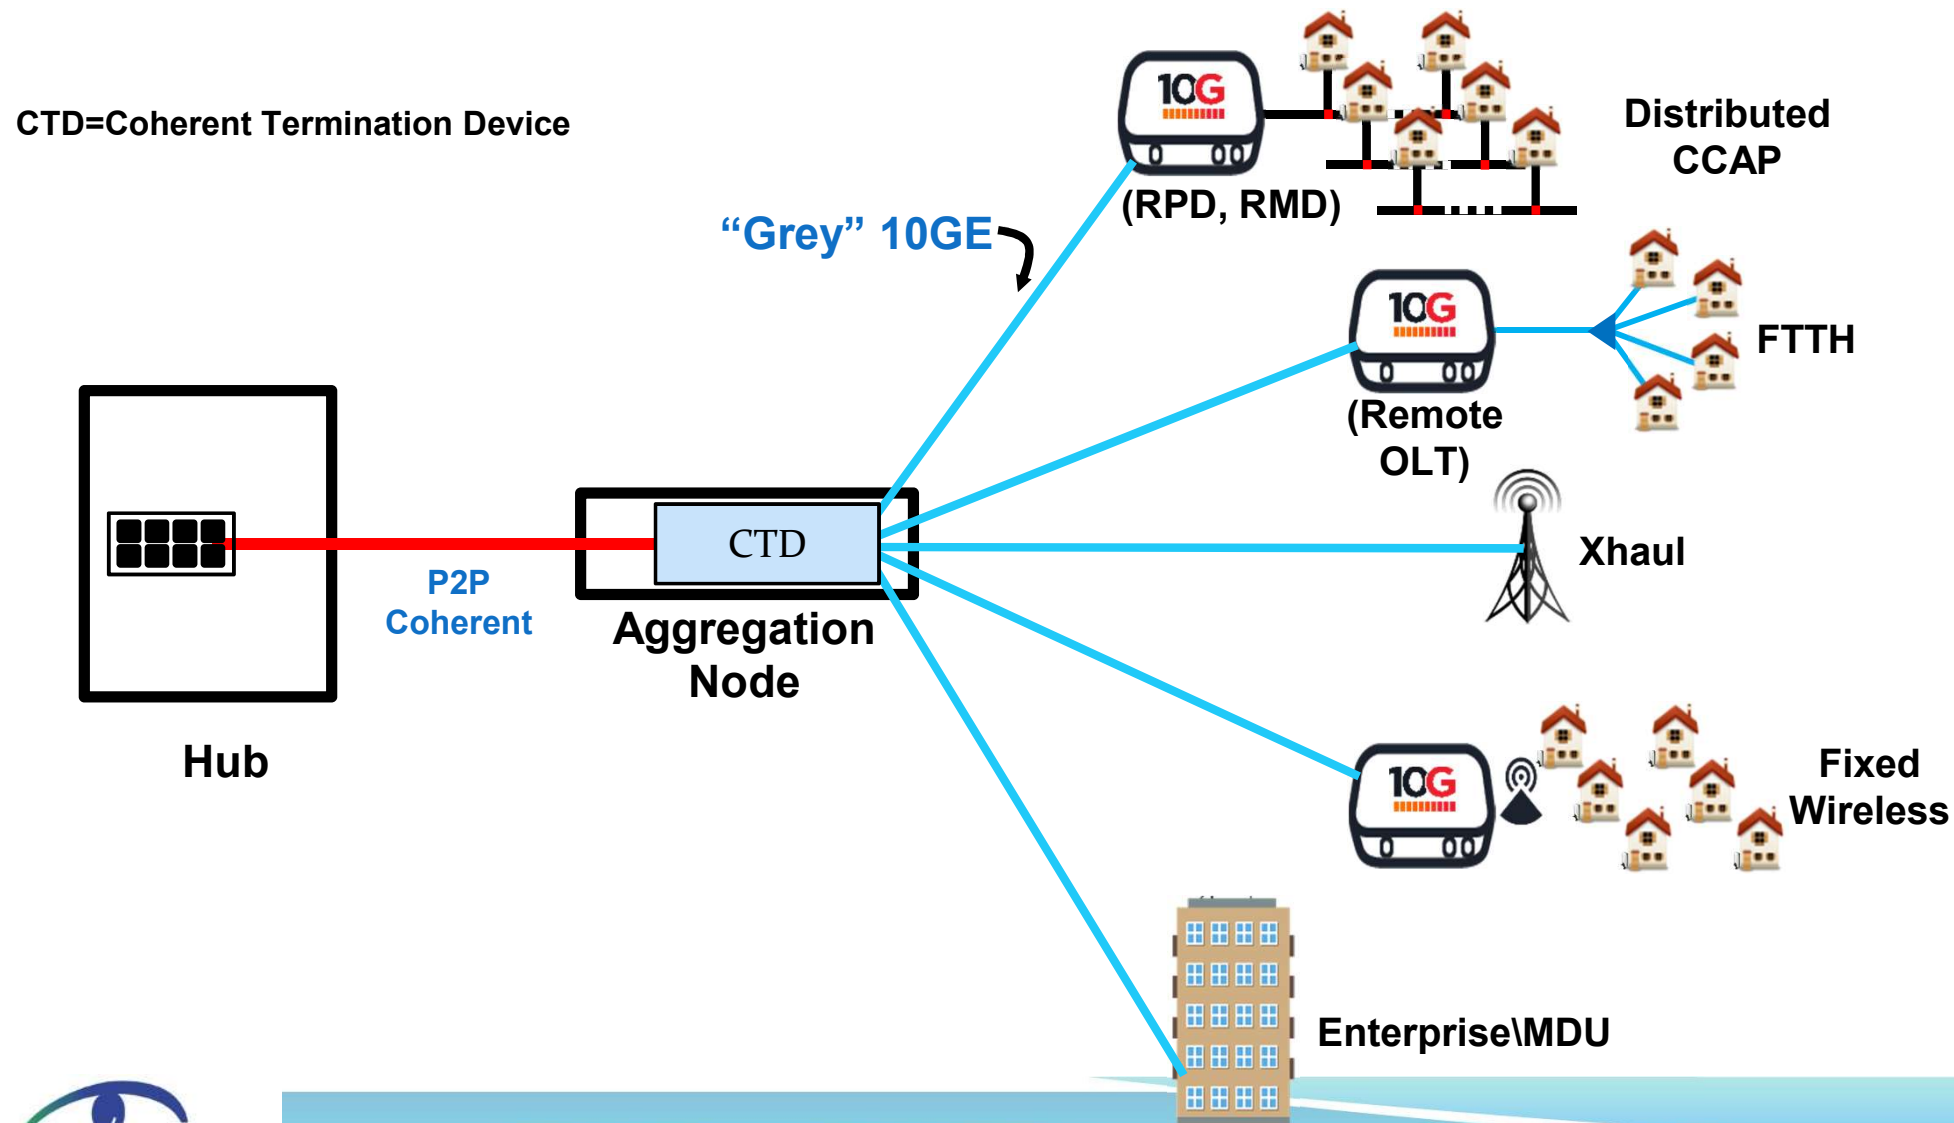 CTD=Coherent Termination Device
10G
Distributed
CCAP
(RPD, RMD)
“Grey” 10GE
10G
FTTH
(Remote
OLT)
CTD
Xhaul
P2P
Coherent
Aggregation
Node
Hub
10G
Fixed
Wireless
Enterprise\MDU